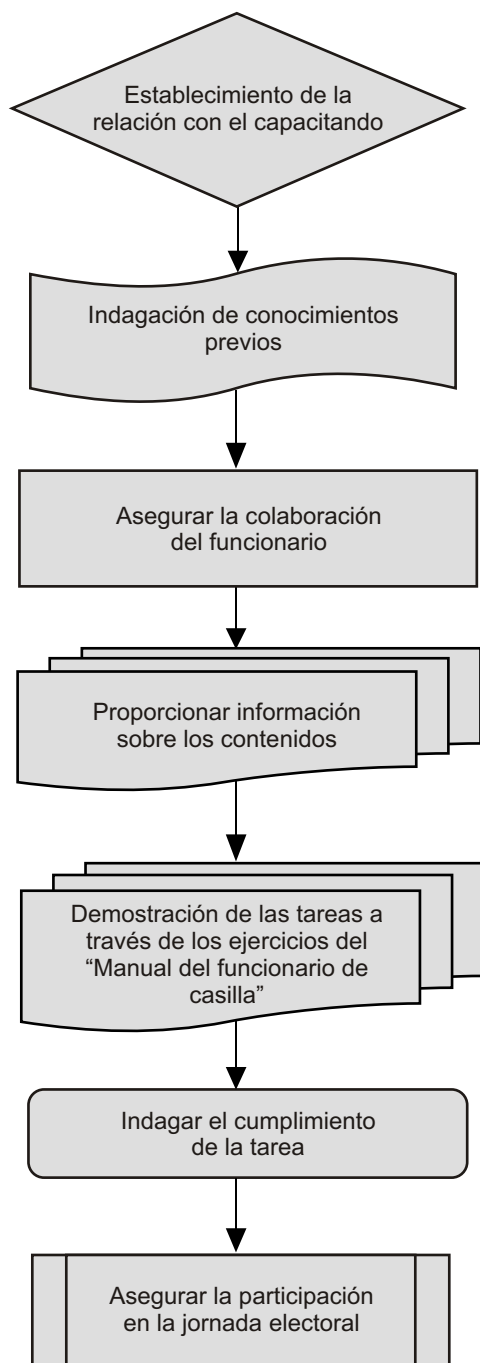 Establecimiento de la
relación con el capacitando
Indagación de conocimientos
previos
Asegurar la colaboración
del funcionario
Proporcionar información
sobre los contenidos
Demostración de las tareas a
través de los ejercicios del
“Manual del funcionario de
casilla”
Indagar el cumplimiento
de la tarea
Asegurar la participación
en la jornada electoral